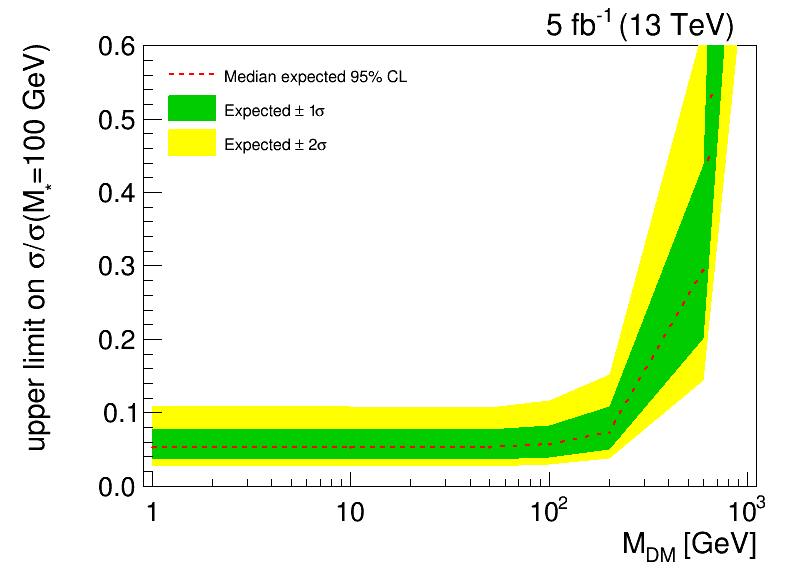 5 fb⁻¹ (13 TeV)
upper limit on σ/σ(M*=100 GeV)
0.6
0.5
0.4
0.3
0.2
0.1
0.0
Median expected 95% CL
Expected ± 1σ
Expected ± 2σ
1 10 10² 10³
M_DM [GeV]